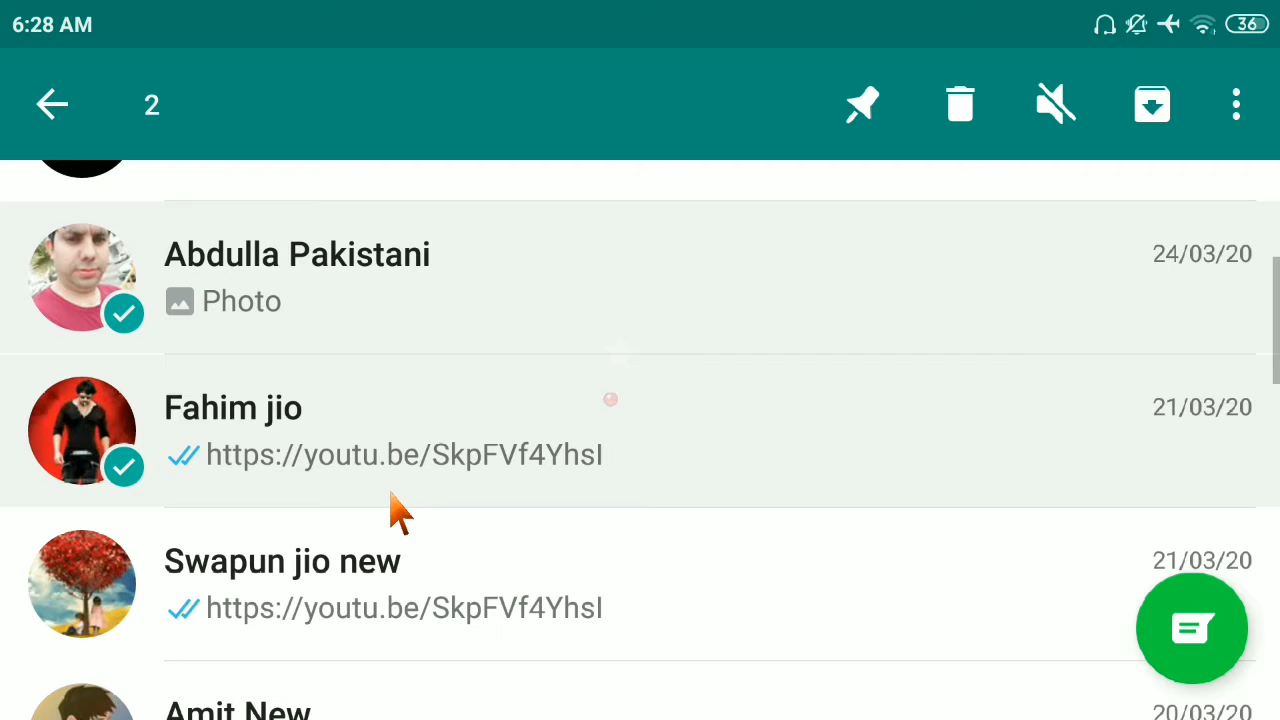 6:28 AM
36
2
Abdulla Pakistani
24/03/20
Photo
Fahim jio
21/03/20
https://youtu.be/SkpFVf4YhsI
Swapun jio new
21/03/20
https://youtu.be/SkpFVf4YhsI
Amit New
20/03/20